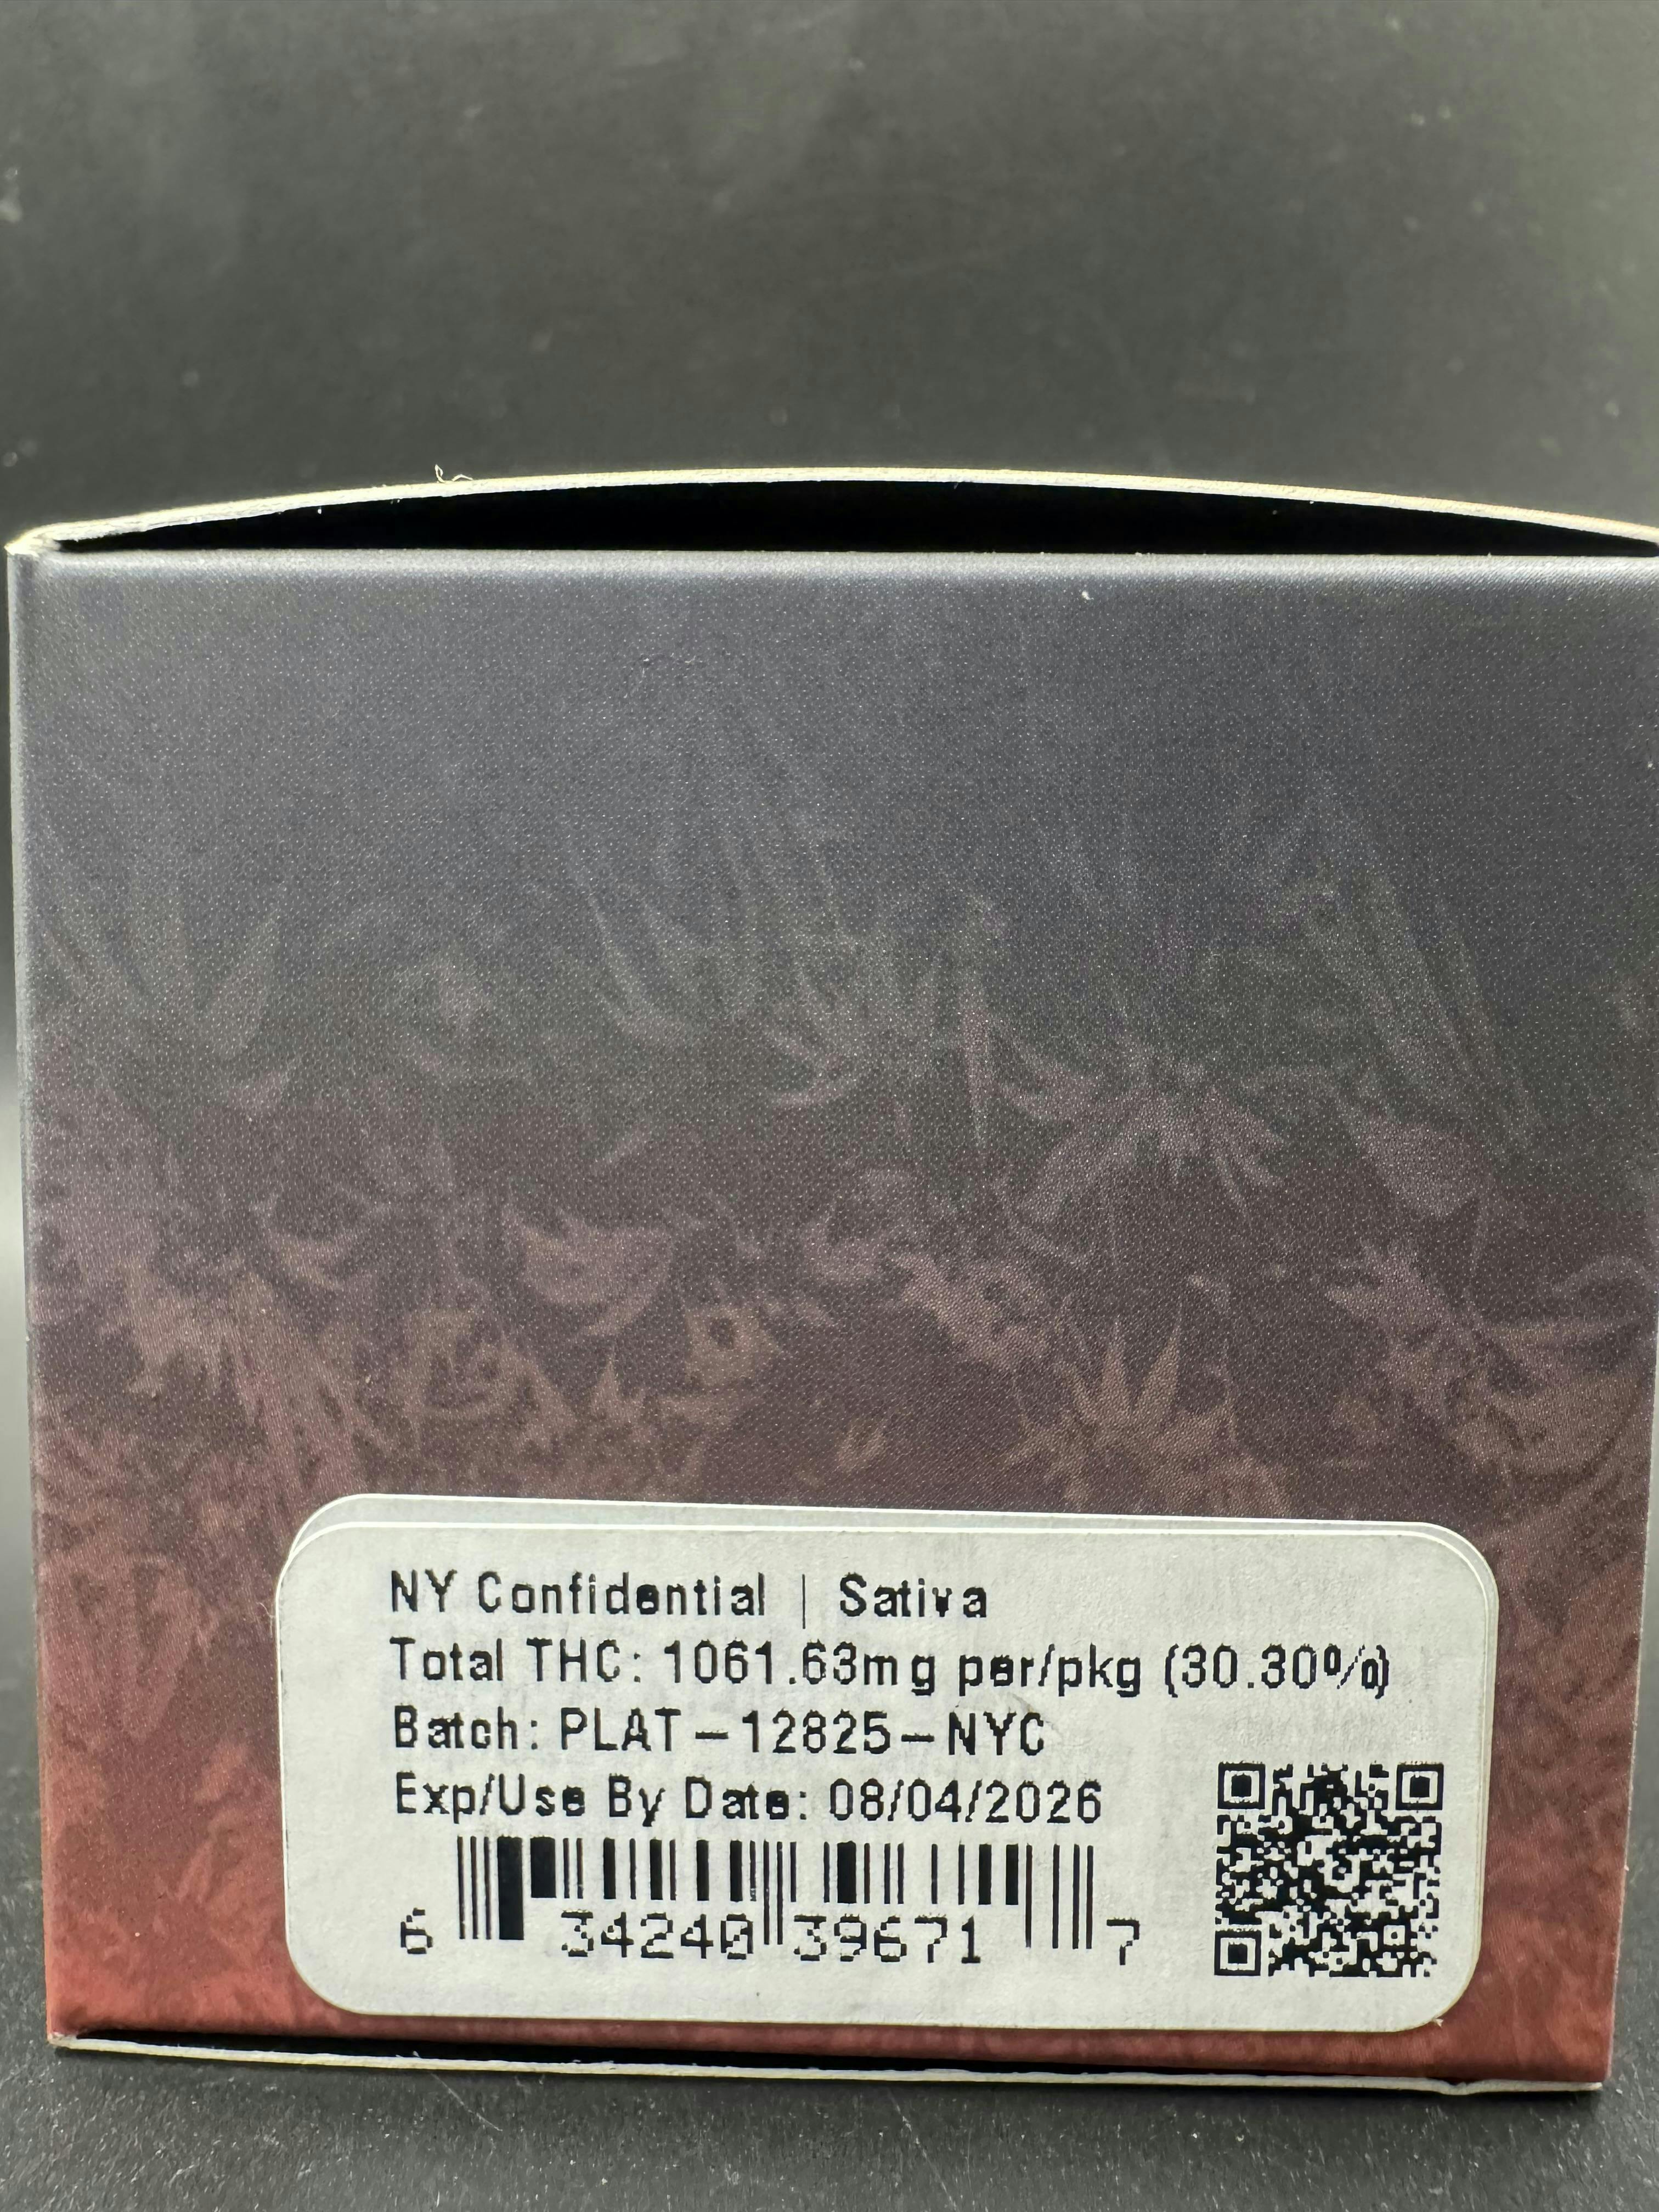 NY Confidential | Sativa
Total THC: 1061.63mg per/pkg (30.30%)
Batch: PLAT-12825-NYC
Exp/Use By Date: 08/04/2026
6 34240 39671 7